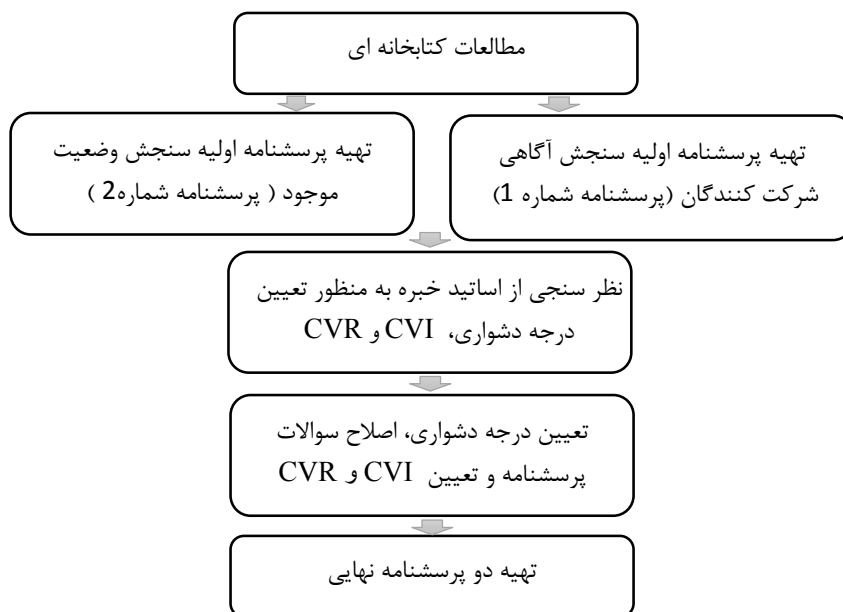 مطالعات کتابخانه ای
تهیه پرسشنامه اولیه سنجش آگاهی
شرکت کنندگان (پرسشنامه شماره 1)
تهیه پرسشنامه اولیه سنجش وضعیت
موجود ( پرسشنامه شماره2 )
نظر سنجی از اساتید خبره به منظور تعیین
درجه دشواری، CVI و CVR
تعیین درجه دشواری، اصلاح سوالات
پرسشنامه و تعیین CVI و CVR
تهیه دو پرسشنامه نهایی